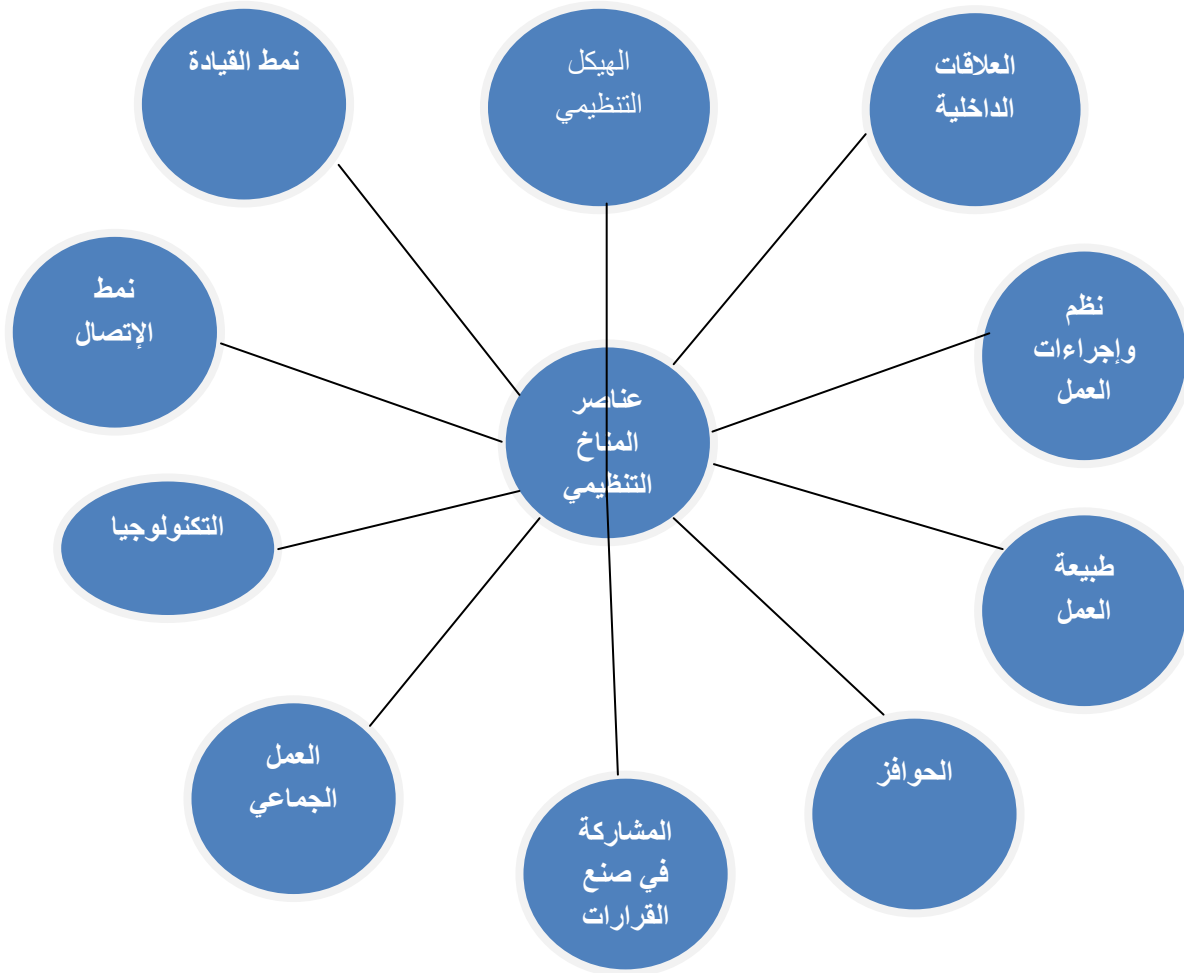 العلاقات
الداخلية
الهيكل
التنظيمي
نمط القيادة
نظم
وإجراءات
العمل
نمط
الإتصال
عناصر
المناخ
التنظيمي
طبيعة
العمل
التكنولوجيا
الحوافز
المشاركة
في صنع
القرارات
العمل
الجماعي